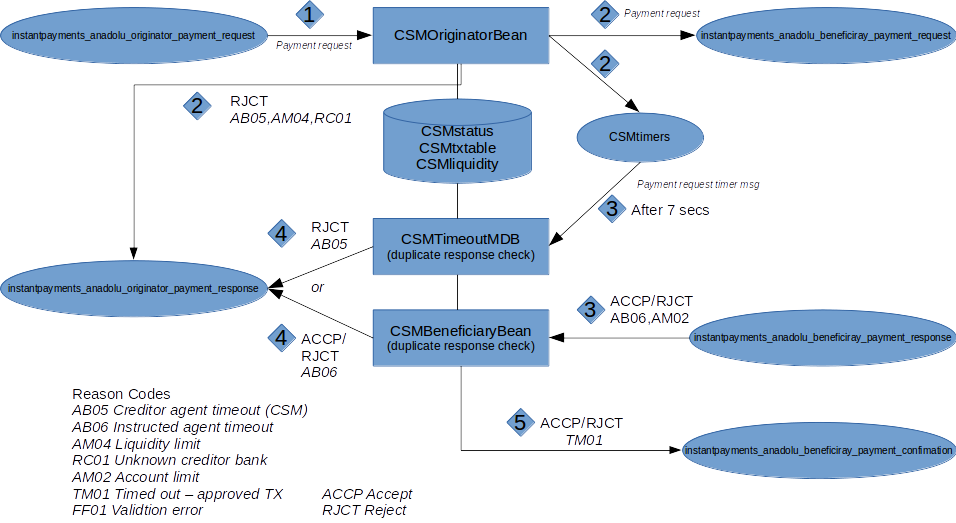 1
2
Payment request
instantpayments_anadolu_originator_payment_request
CSMOriginatorBean
instantpayments_anadolu_beneficiray_payment_request
Payment request
2
2
RJCT
AB05,AM04,RC01
CSMstatus
CSMtxtable
CSMliquidity
CSMtimers
Payment request timer msg
3
After 7 secs
4
RJCT
AB05
CSMTimeoutMDB
(duplicate response check)
instantpayments_anadolu_originator_payment_response
or
3
ACCP/RJCT
AB06,AM02
4
ACCP/
RJCT
AB06
CSMBeneficiaryBean
(duplicate response check)
instantpayments_anadolu_beneficiray_payment_response
Reason Codes
AB05 Creditor agent timeout (CSM)
AB06 Instructed agent timeout
AM04 Liquidity limit
RC01 Unknown creditor bank
AM02 Account limit
TM01 Timed out – approved TX
FF01 Validtion error
ACCP Accept
RJCT Reject
5
ACCP/RJCT
TM01
instantpayments_anadolu_beneficiray_payment_confimation